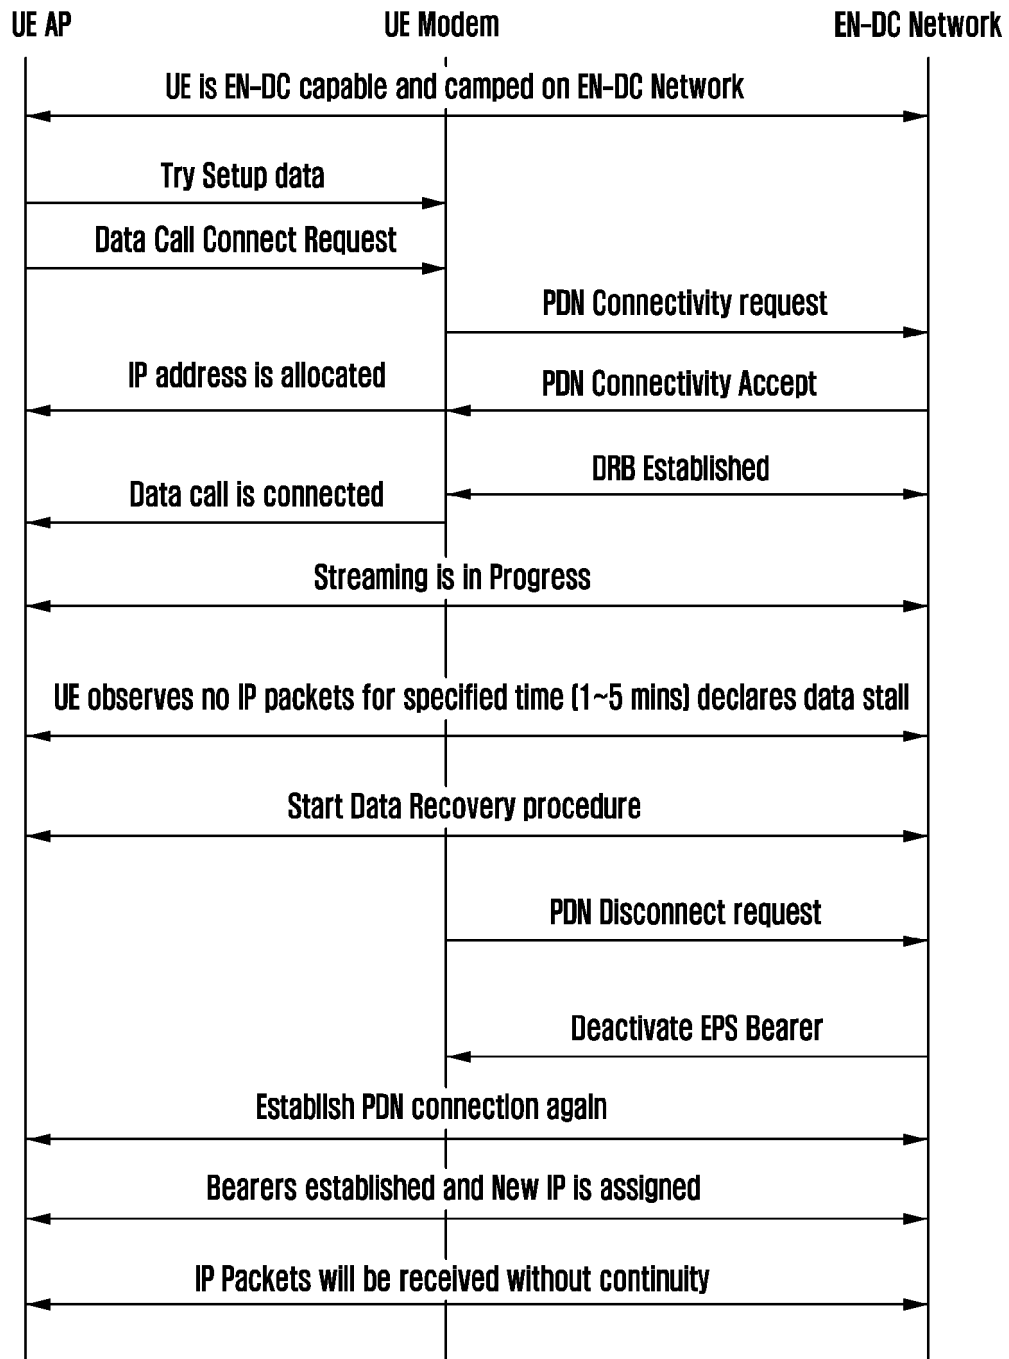 UE AP
UE Modem
EN-DC Network
UE is EN-DC capable and camped on EN-DC Network
Try Setup data
Data Call Connect Request
PDN Connectivity request
IP address is allocated
PDN Connectivity Accept
DRB Established
Data call is connected
Streaming is in Progress
UE observes no IP packets for specified time (1~5 mins) declares data stall
Start Data Recovery procedure
PDN Disconnect request
Deactivate EPS Bearer
Establish PDN connection again
Bearers established and New IP is assigned
IP Packets will be received without continuity